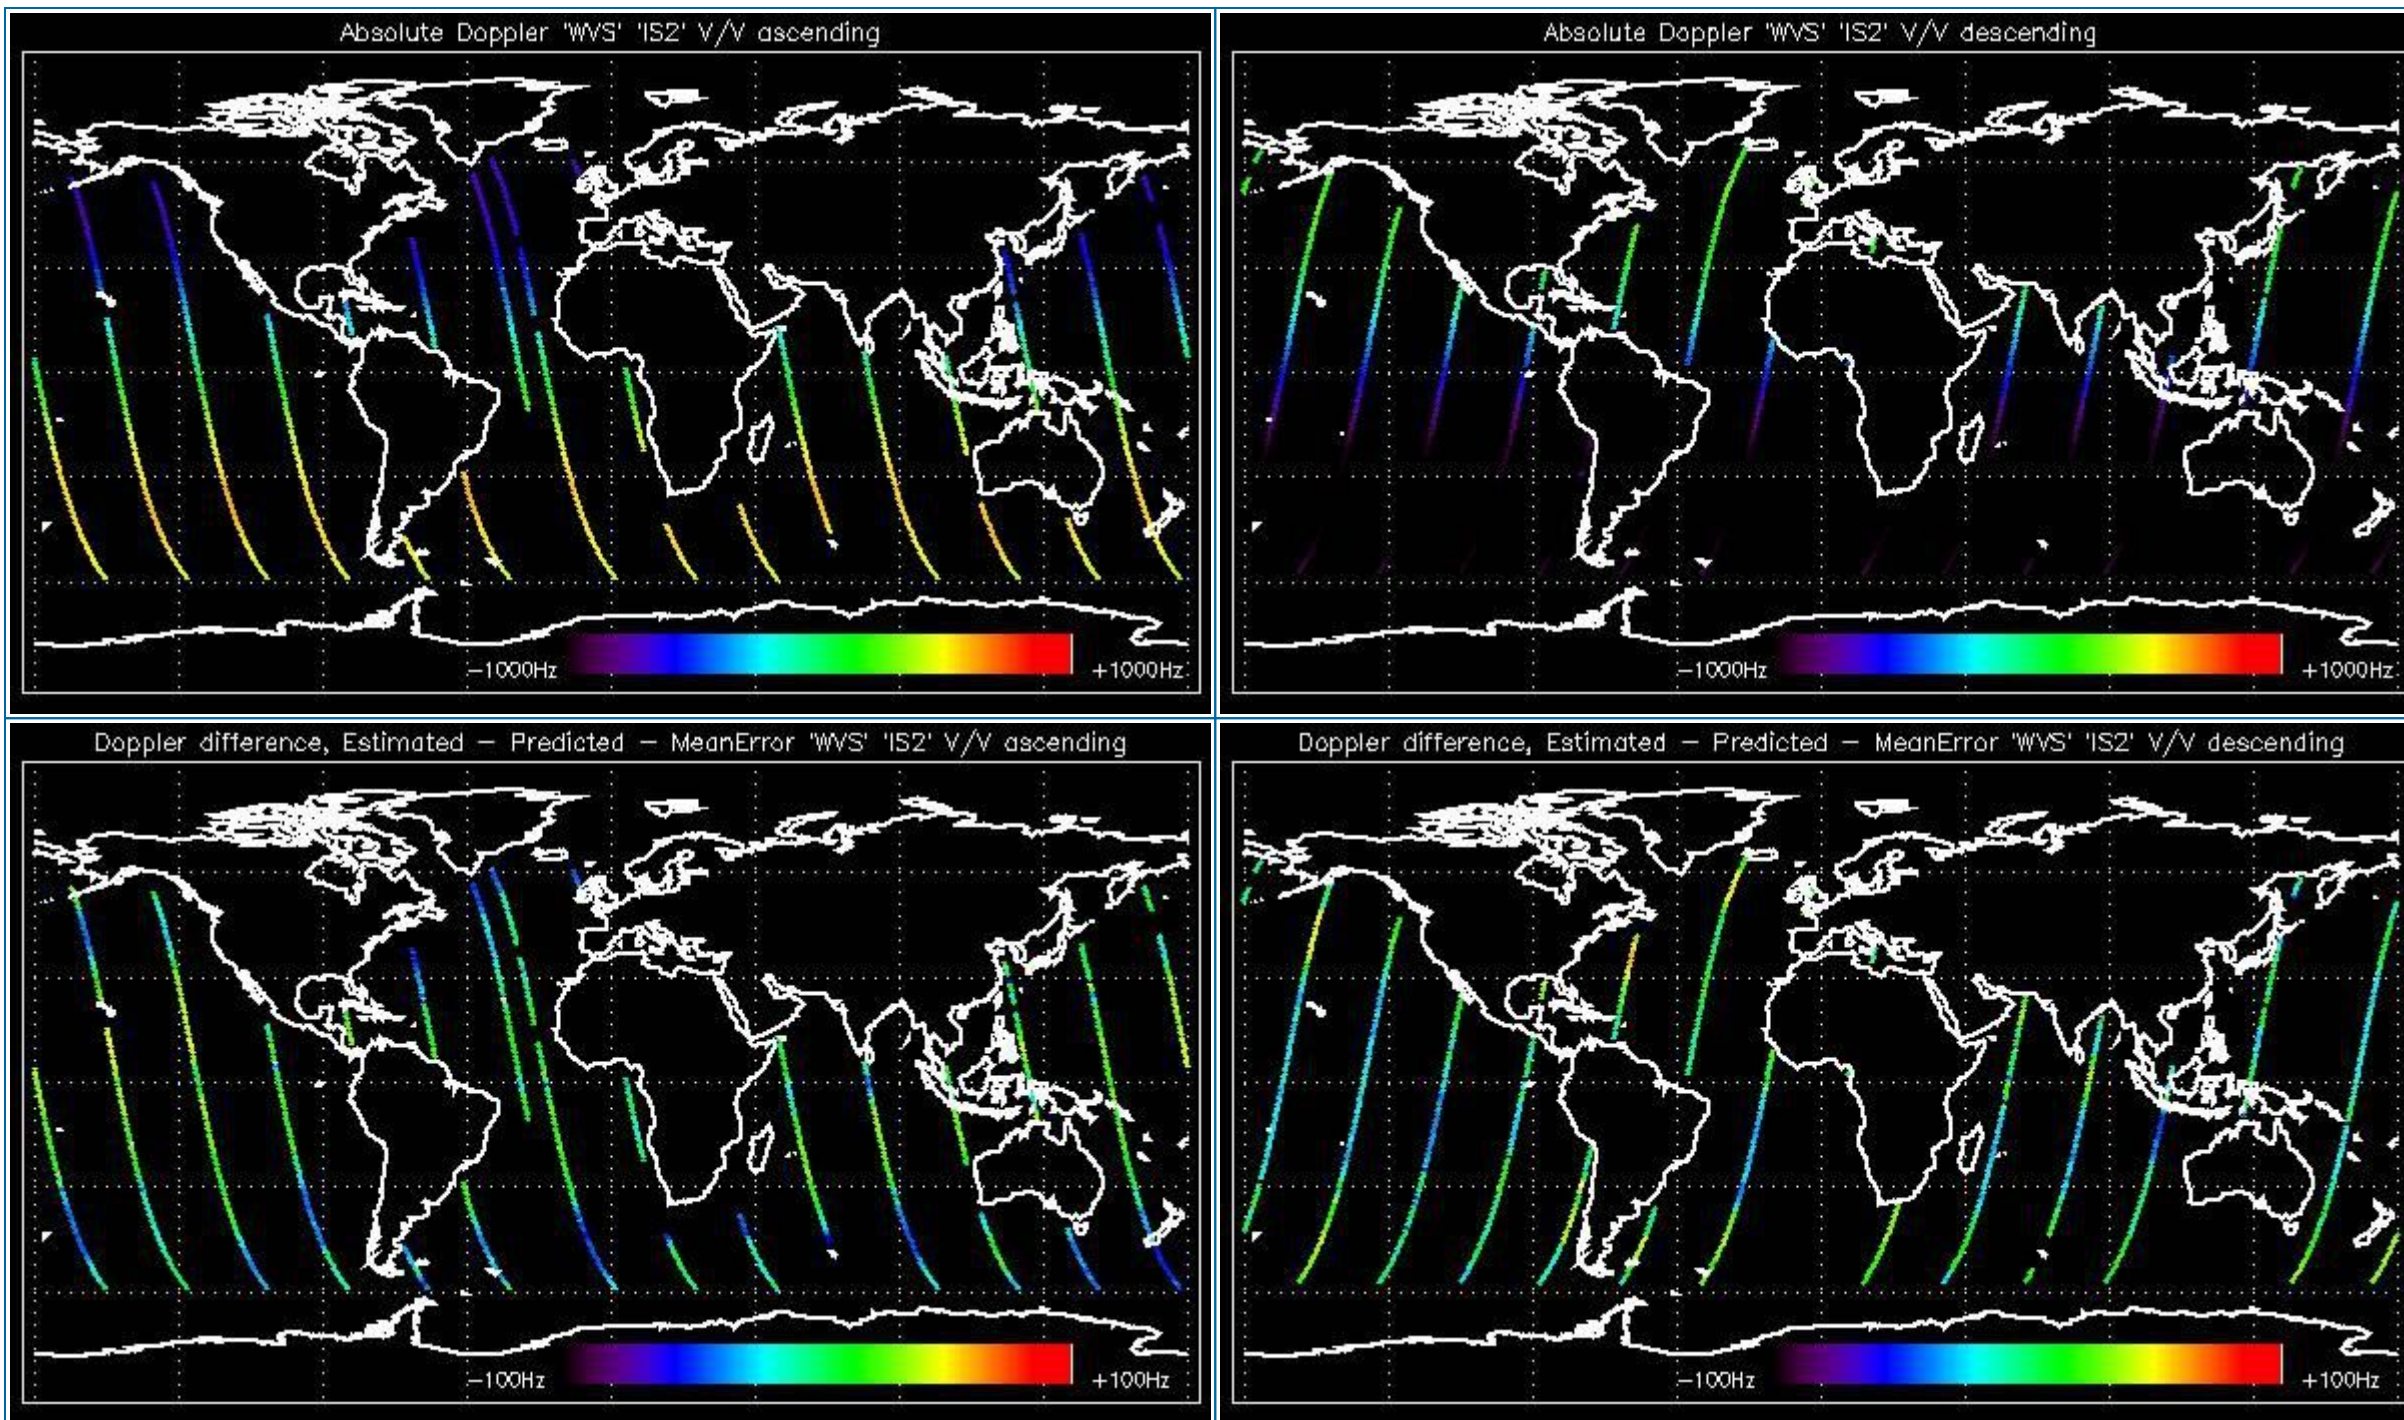 Absolute Doppler 'WVS' 'IS2' V/V ascending
-1000Hz
+1000Hz
Absolute Doppler 'WVS' 'IS2' V/V descending
-1000Hz
+1000Hz
Doppler difference, Estimated - Predicted - MeanError 'WVS' 'IS2' V/V ascending
-100Hz
+100Hz
Doppler difference, Estimated - Predicted - MeanError 'WVS' 'IS2' V/V descending
-100Hz
+100Hz